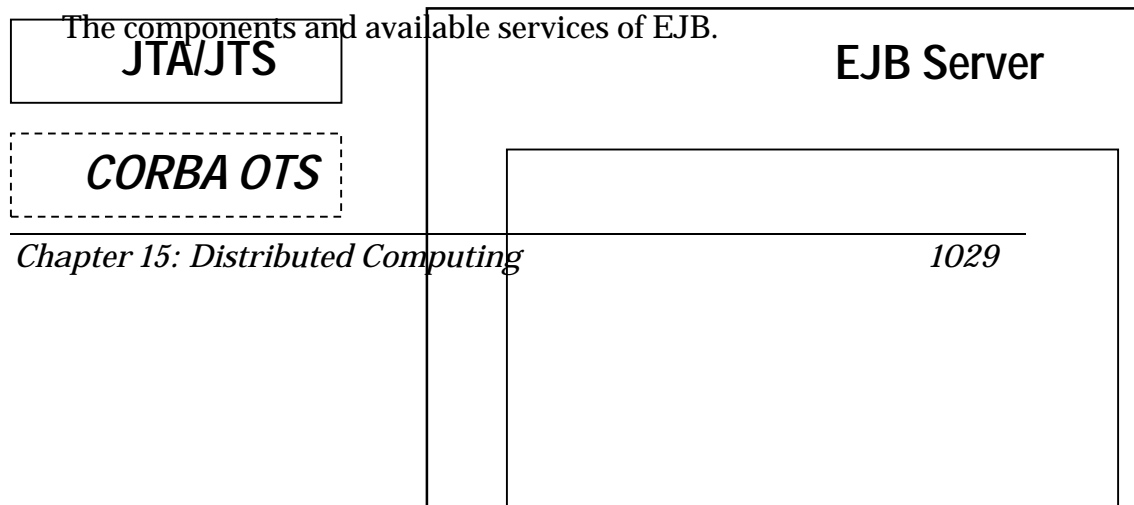 The components and available services of EJB.
JTA/JTS
EJB Server
CORBA OTS
Chapter 15: Distributed Computing 1029